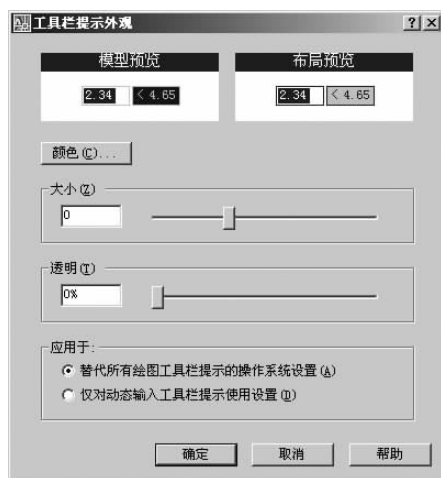 工具栏提示外观
模型预览
布局预览
2.34 < 4.65
2.34 < 4.65
颜色(C)...
大小(Z)
0
透明(T)
0%
应用于:
替代所有绘图工具栏提示的操作系统设置(A)
仅对动态输入工具栏提示使用设置(D)
确定
取消
帮助